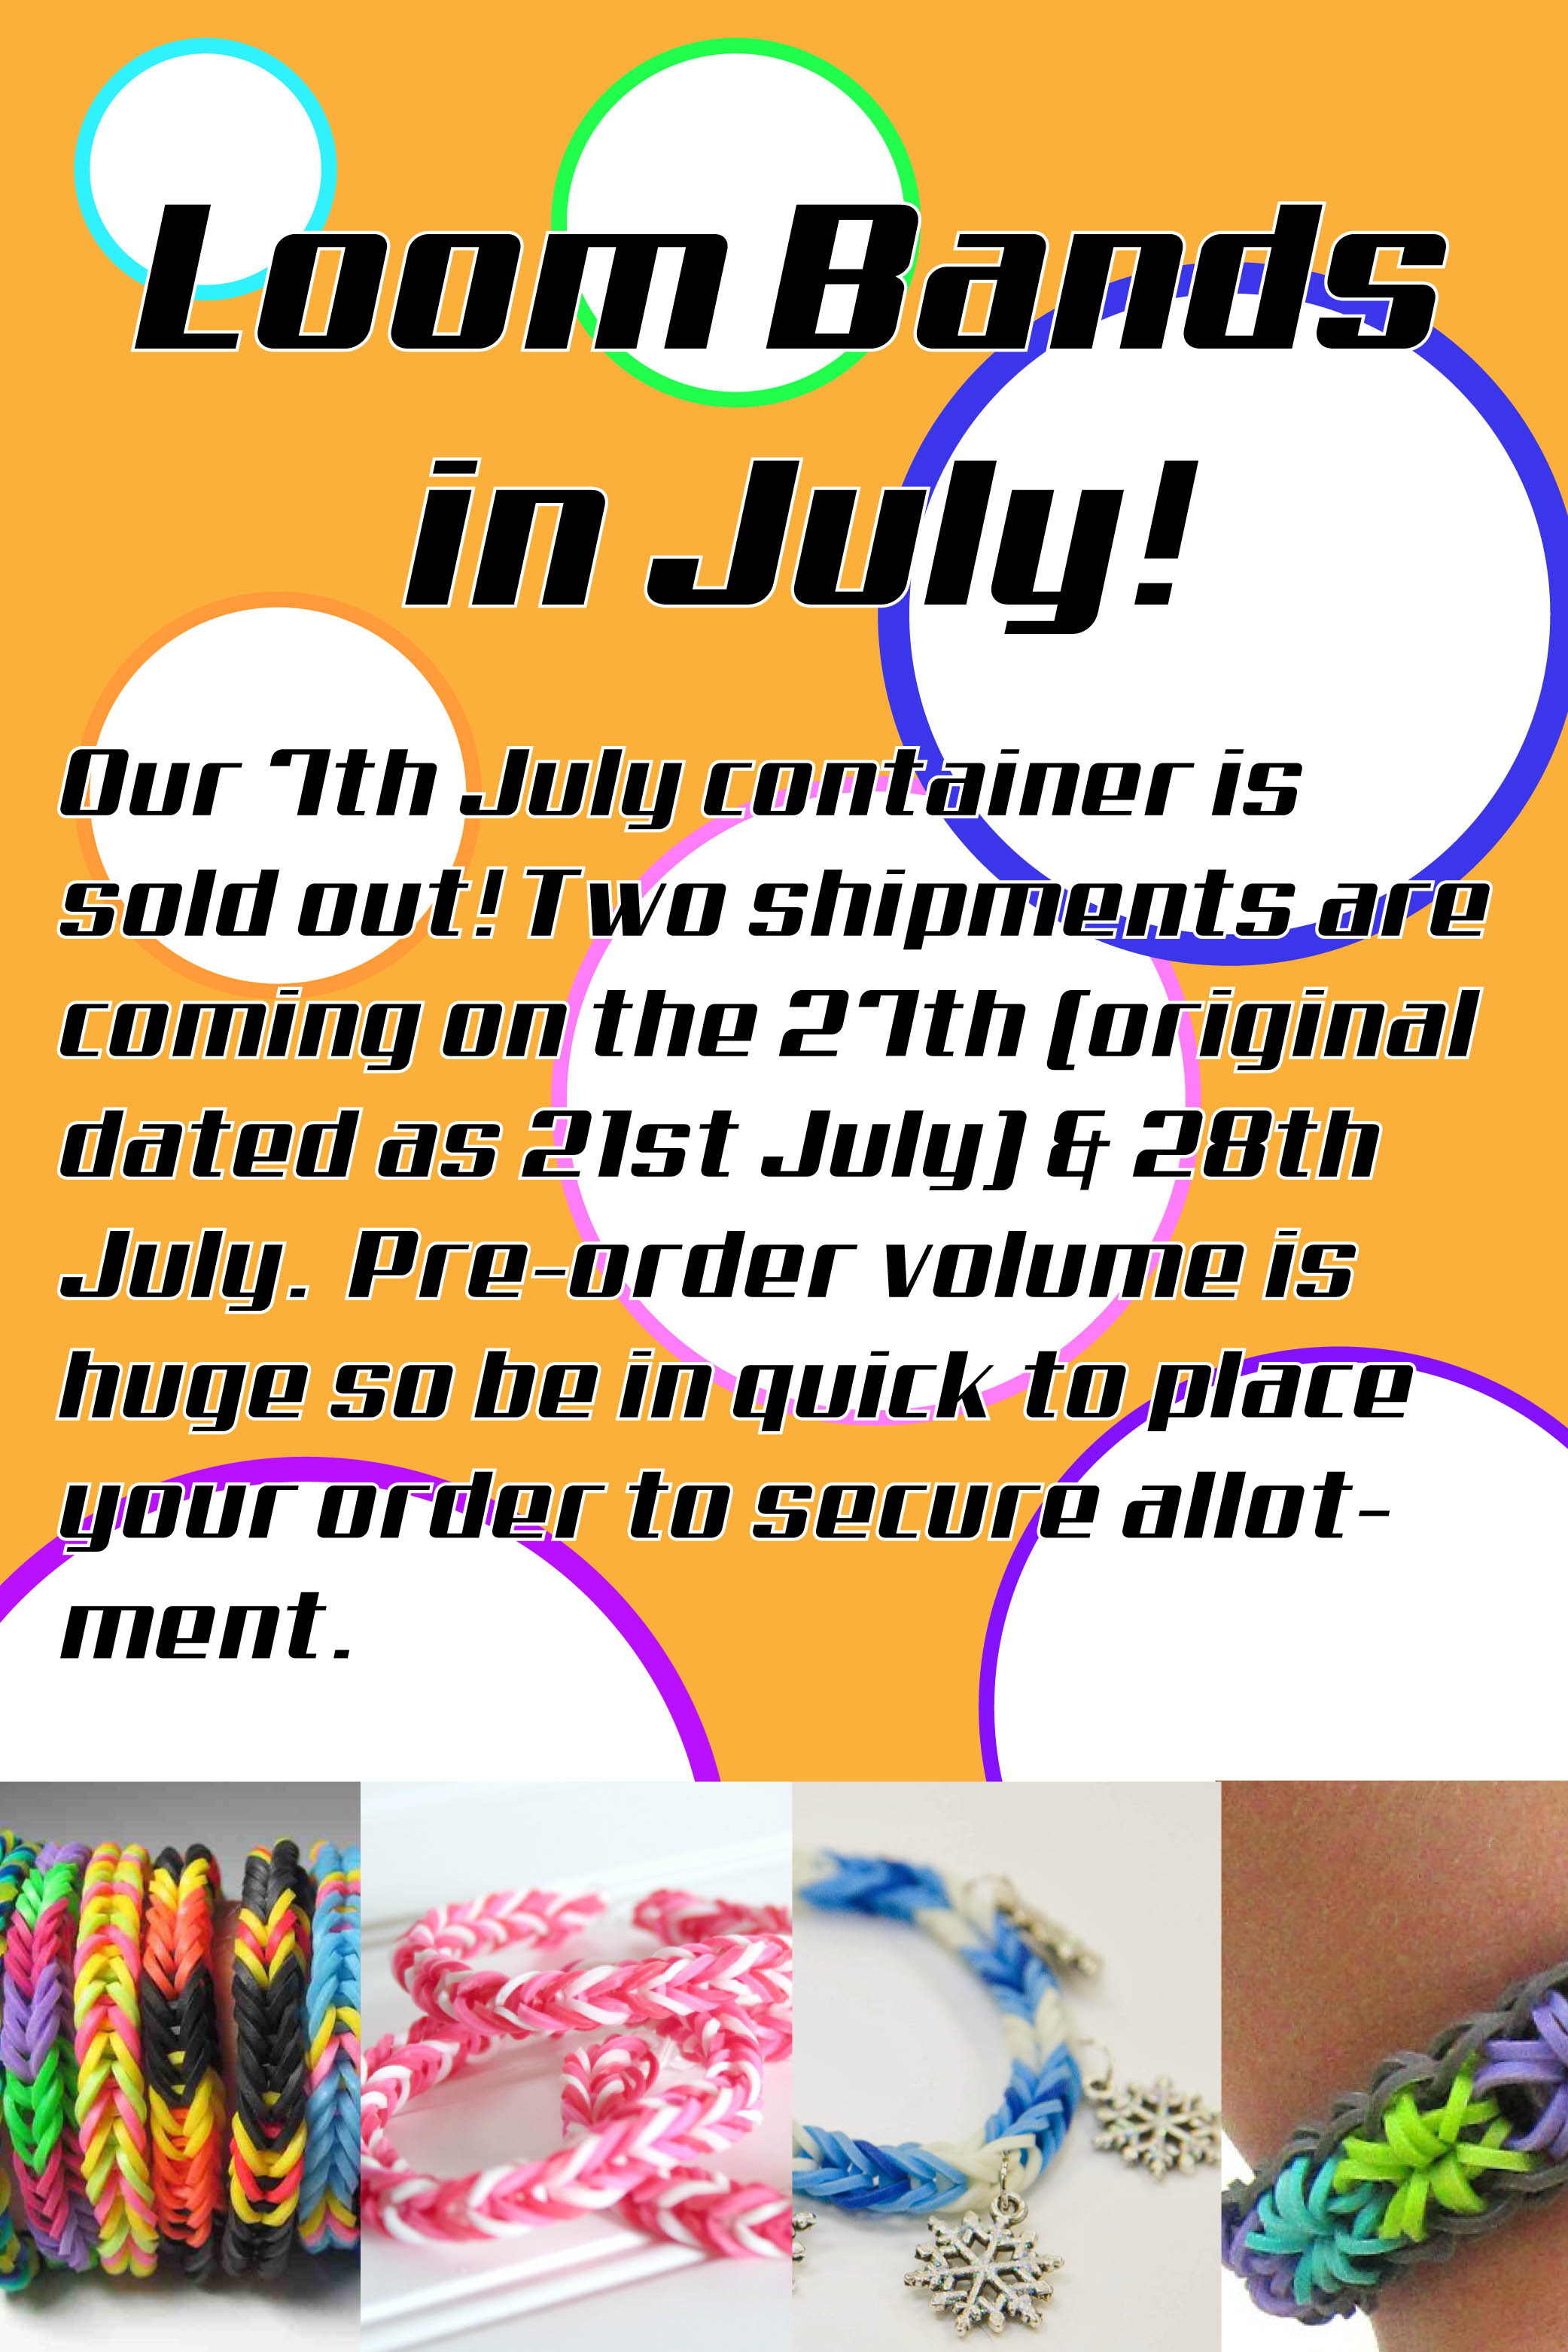 Loom Bands
in July!
Our 7th July container is
sold out! Two shipments are
coming on the 27th (original
dated as 21st July) & 28th
July. Pre-order volume is
huge so be in quick to place
your order to secure allot-
ment.